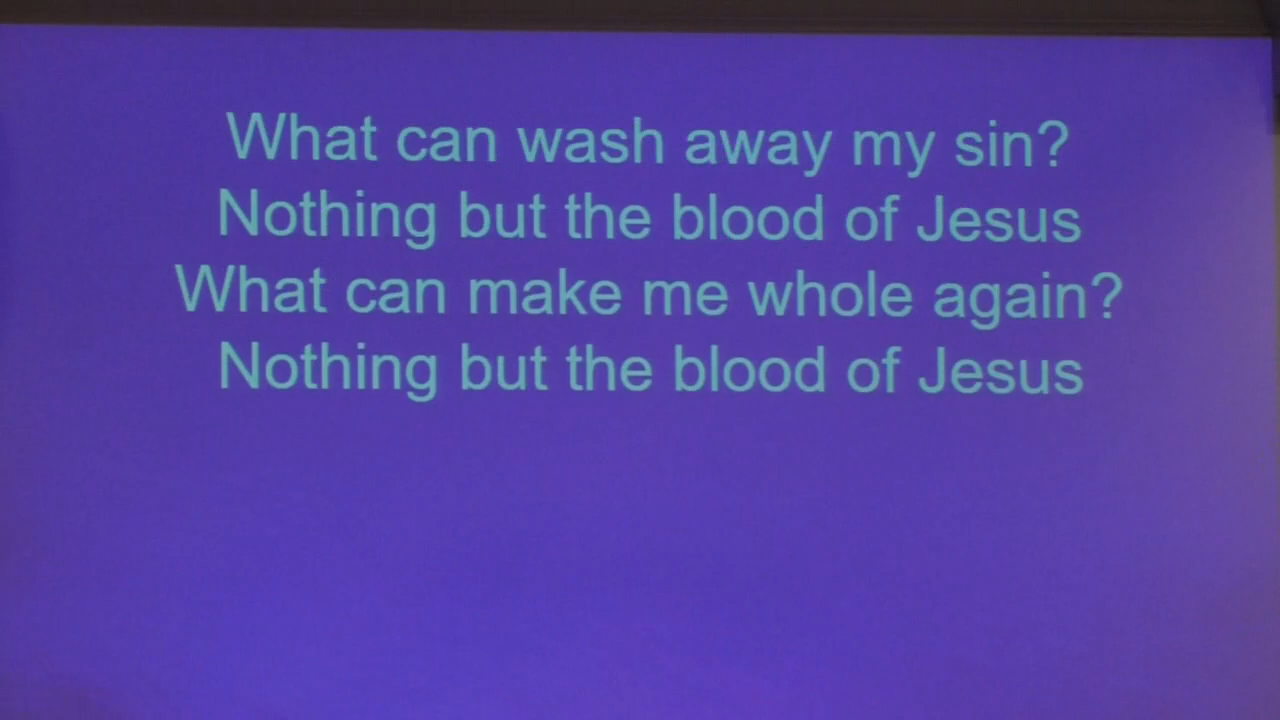 What can wash away my sin?
Nothing but the blood of Jesus
What can make me whole again?
Nothing but the blood of Jesus